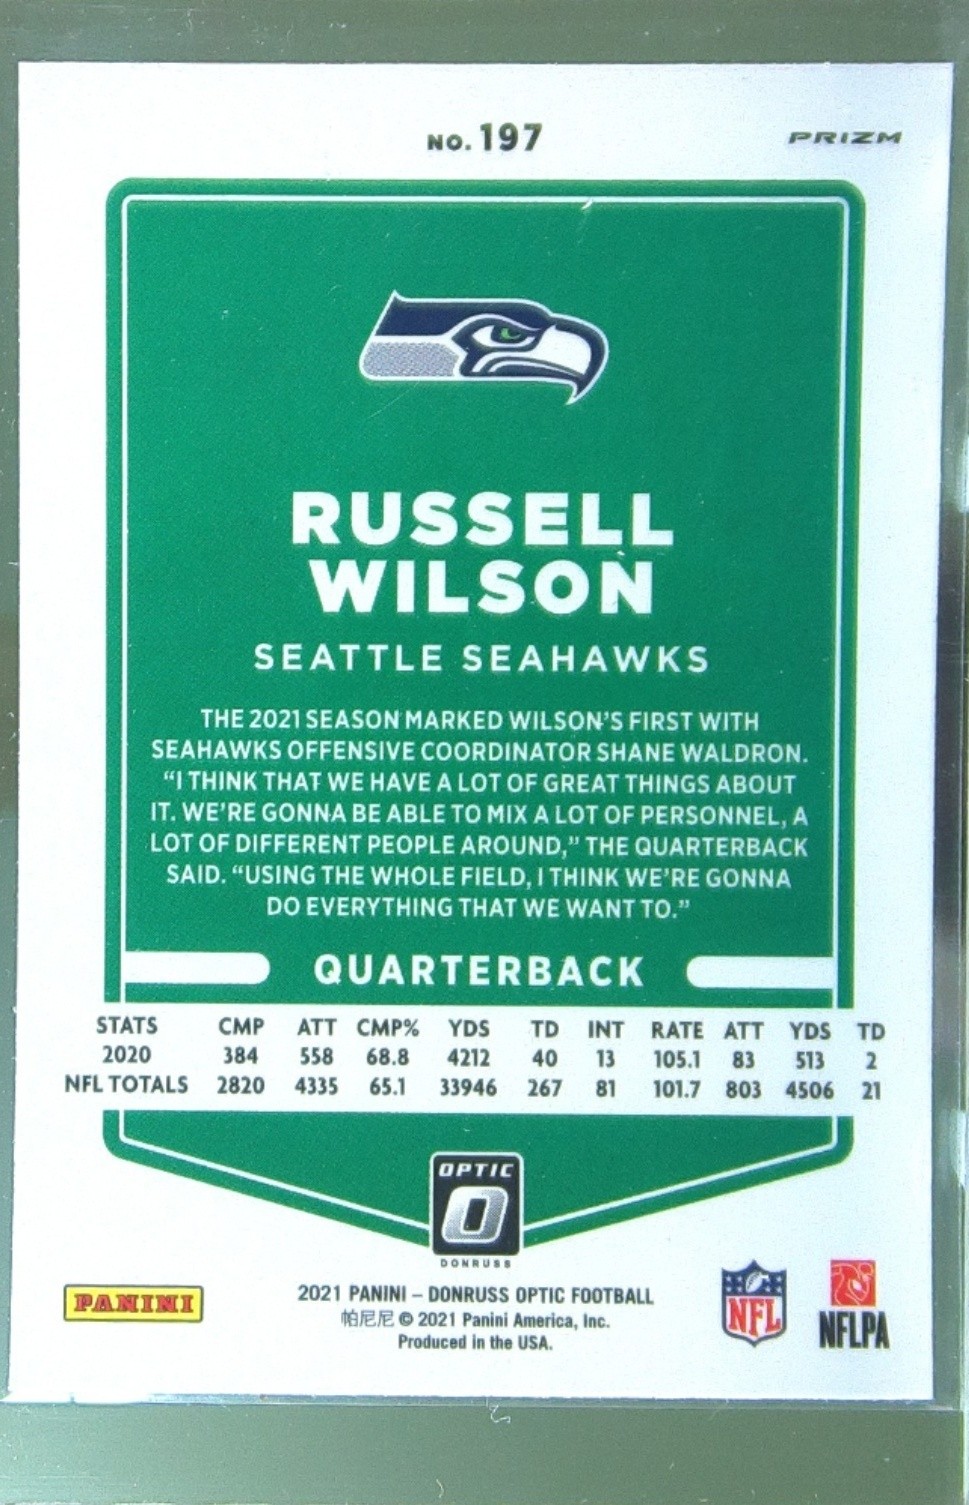 NO. 197
PRIZM
RUSSELL
WILSON
SEATTLE SEAHAWKS
THE 2021 SEASON MARKED WILSON'S FIRST WITH
SEAHAWKS OFFENSIVE COORDINATOR SHANE WALDRON.
“I THINK THAT WE HAVE A LOT OF GREAT THINGS ABOUT
IT. WE'RE GONNA BE ABLE TO MIX A LOT OF PERSONNEL, A
LOT OF DIFFERENT PEOPLE AROUND,” THE QUARTERBACK
SAID. “USING THE WHOLE FIELD, I THINK WE'RE GONNA
DO EVERYTHING THAT WE WANT TO.”
QUARTERBACK
STATS CMP ATT CMP% YDS TD INT RATE ATT YDS TD
2020 384 558 68.8 4212 40 13 105.1 83 513 2
NFL TOTALS 2820 4335 65.1 33946 267 81 101.7 803 4506 21
OPTIC
O
DONRUSS
PANINI
2021 PANINI – DONRUSS OPTIC FOOTBALL
帕尼尼 © 2021 Panini America, Inc.
Produced in the USA.
NFL
NFLPA